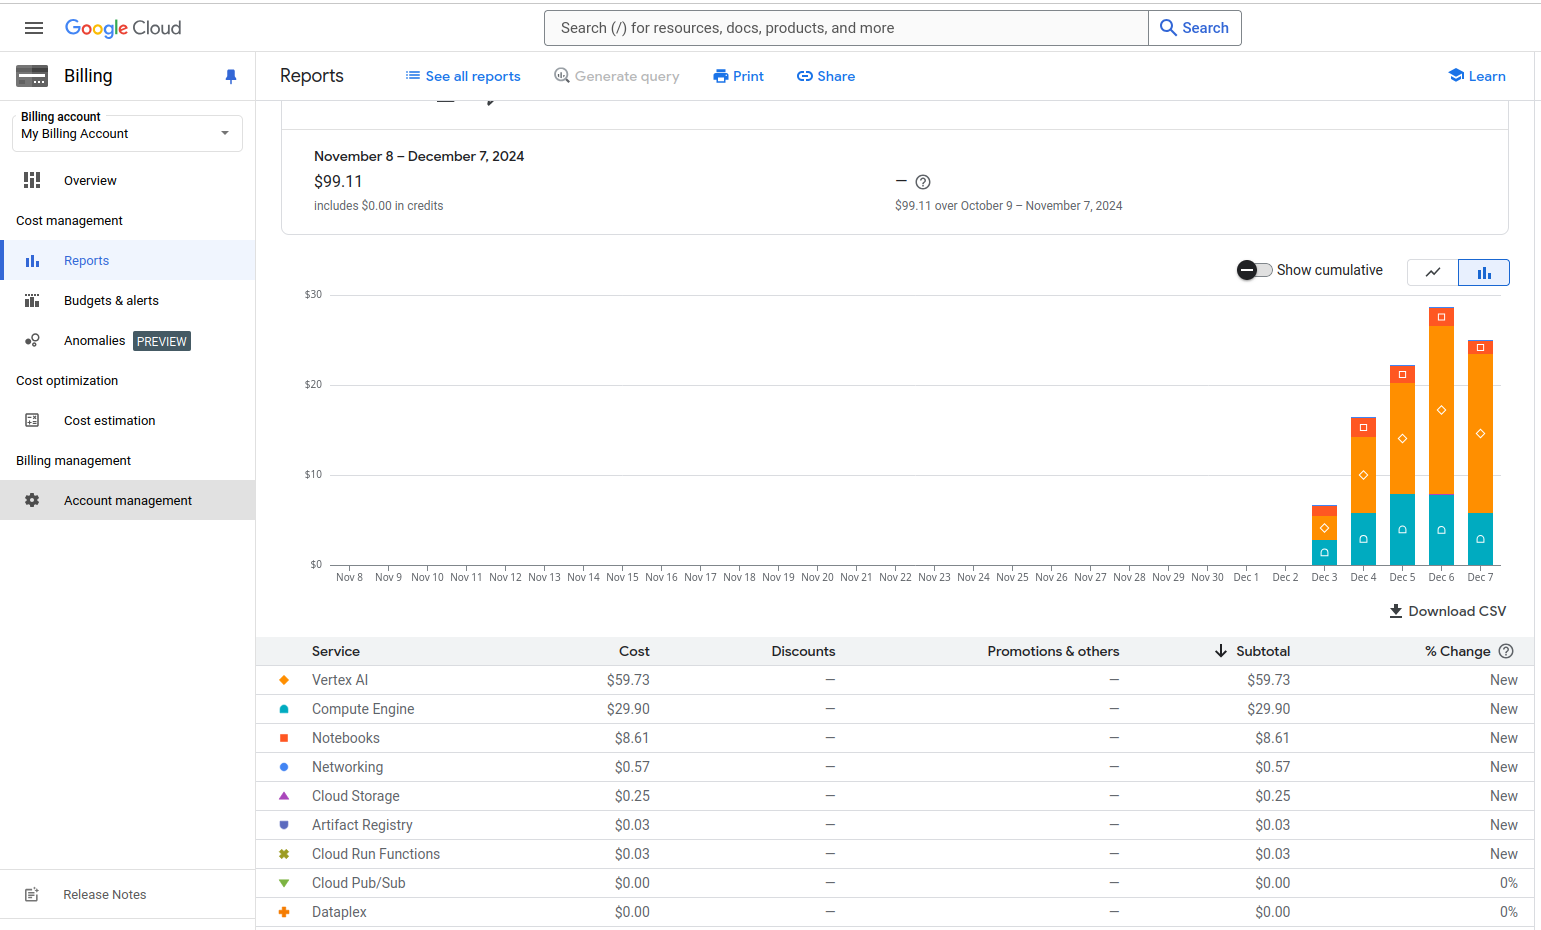 Google Cloud
Search (/) for resources, docs, products, and more
Search
Billing
Reports
See all reports
Generate query
Print
Share
Learn
Billing account
My Billing Account
Overview
Cost management
Reports
Budgets & alerts
Anomalies PREVIEW
Cost optimization
Cost estimation
Billing management
Account management
Release Notes
November 8 – December 7, 2024
$99.11
includes $0.00 in credits
—
$99.11 over October 9 – November 7, 2024
Show cumulative
$30
$20
$10
$0
Nov 8 Nov 9 Nov 10 Nov 11 Nov 12 Nov 13 Nov 14 Nov 15 Nov 16 Nov 17 Nov 18 Nov 19 Nov 20 Nov 21 Nov 22 Nov 23 Nov 24 Nov 25 Nov 26 Nov 27 Nov 28 Nov 29 Nov 30 Dec 1 Dec 2 Dec 3 Dec 4 Dec 5 Dec 6 Dec 7
Download CSV
Service Cost Discounts Promotions & others Subtotal % Change
Vertex AI $59.73 — — $59.73 New
Compute Engine $29.90 — — $29.90 New
Notebooks $8.61 — — $8.61 New
Networking $0.57 — — $0.57 New
Cloud Storage $0.25 — — $0.25 New
Artifact Registry $0.03 — — $0.03 New
Cloud Run Functions $0.03 — — $0.03 New
Cloud Pub/Sub $0.00 — — $0.00 0%
Dataplex $0.00 — — $0.00 0%